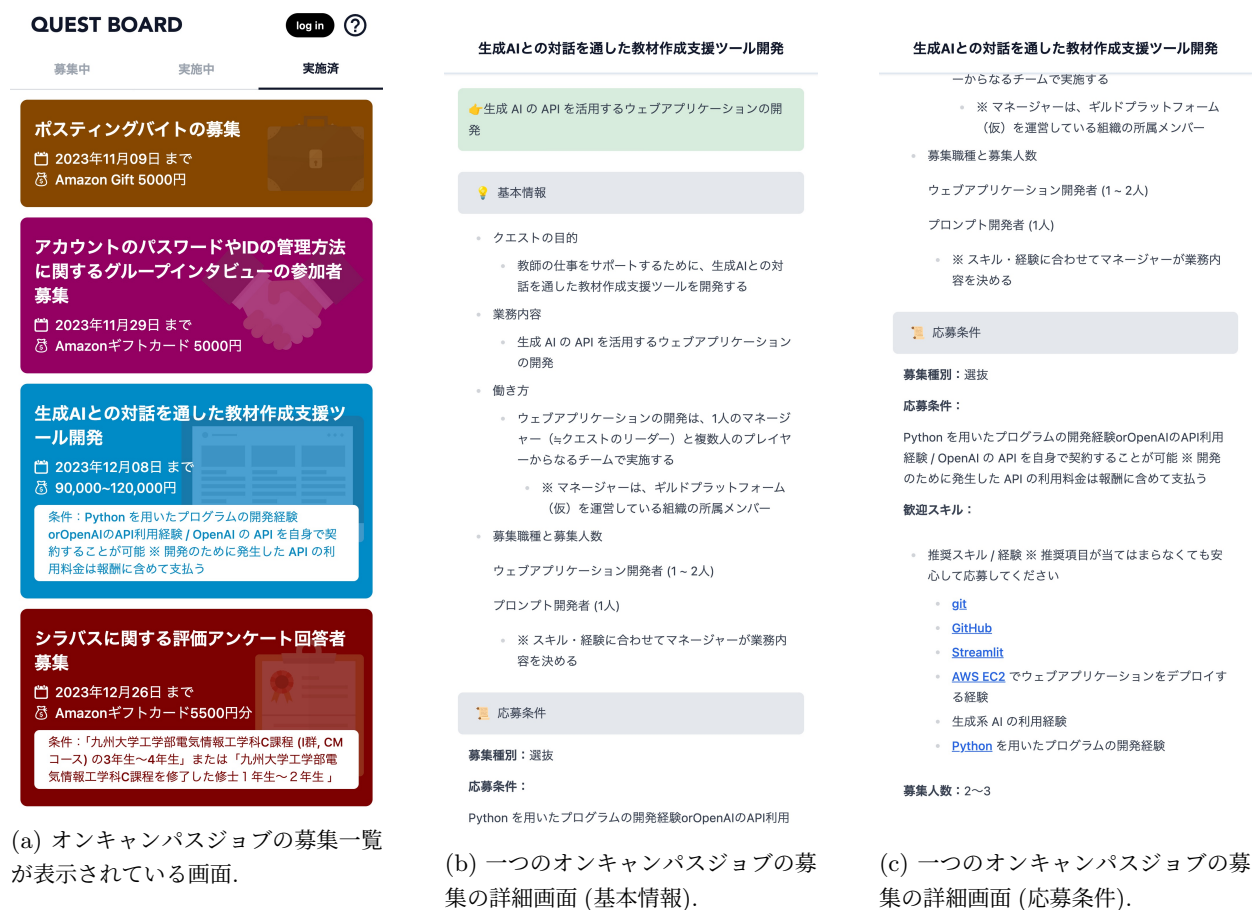 QUEST BOARD
log in
?
募集中
実施中
実施済
ポスティングバイトの募集
2023年11月09日 まで
Amazon Gift 5000円
アカウントのパスワードやIDの管理方法
に関するグループインタビューの参加者
募集
2023年11月29日 まで
Amazonギフトカード 5000円
生成AIとの対話を通した教材作成支援ツ
ール開発
2023年12月08日 まで
90,000~120,000円
条件：Python を用いたプログラムの開発経験
orOpenAIのAPI利用経験 / OpenAI の API を自身で契
約することが可能 ※ 開発のために発生した API の利
用料金は報酬に含めて支払う
シラバスに関する評価アンケート回答者
募集
2023年12月26日 まで
Amazonギフトカード5500円分
条件：「九州大学工学部電気情報工学科C課程 (I群, CM
コース) の3年生〜4年生」または「九州大学工学部電
気情報工学科C課程を修了した修士１年生〜２年生 」
(a) オンキャンパスジョブの募集一覧
が表示されている画面.
生成AIとの対話を通した教材作成支援ツール開発
👉生成 AI の API を活用するウェブアプリケーションの開
発
💡 基本情報
クエストの目的
教師の仕事をサポートするために、生成AIとの対
話を通した教材作成支援ツールを開発する
業務内容
生成 AI の API を活用するウェブアプリケーション
の開発
働き方
ウェブアプリケーションの開発は、1人のマネージ
ャー（≒クエストのリーダー）と複数人のプレイヤ
ーからなるチームで実施する
※ マネージャーは、ギルドプラットフォーム
（仮）を運営している組織の所属メンバー
募集職種と募集人数
ウェブアプリケーション開発者 (1 ~ 2人)
プロンプト開発者 (1人)
※ スキル・経験に合わせてマネージャーが業務内
容を決める
📜 応募条件
募集種別：選抜
応募条件：
Python を用いたプログラムの開発経験orOpenAIのAPI利用
(b) 一つのオンキャンパスジョブの募
集の詳細画面 (基本情報).
生成AIとの対話を通した教材作成支援ツール開発
ーからなるチームで実施する
※ マネージャーは、ギルドプラットフォーム
（仮）を運営している組織の所属メンバー
募集職種と募集人数
ウェブアプリケーション開発者 (1 ~ 2人)
プロンプト開発者 (1人)
※ スキル・経験に合わせてマネージャーが業務内
容を決める
📜 応募条件
募集種別：選抜
応募条件：
Python を用いたプログラムの開発経験orOpenAIのAPI利用
経験 / OpenAI の API を自身で契約することが可能 ※ 開発
のために発生した API の利用料金は報酬に含めて支払う
歓迎スキル：
推奨スキル / 経験 ※ 推奨項目が当てはまらなくても安
心して応募してください
git
GitHub
Streamlit
AWS EC2 でウェブアプリケーションをデプロイす
る経験
生成系 AI の利用経験
Python を用いたプログラムの開発経験
募集人数：2〜3
(c) 一つのオンキャンパスジョブの募
集の詳細画面 (応募条件).